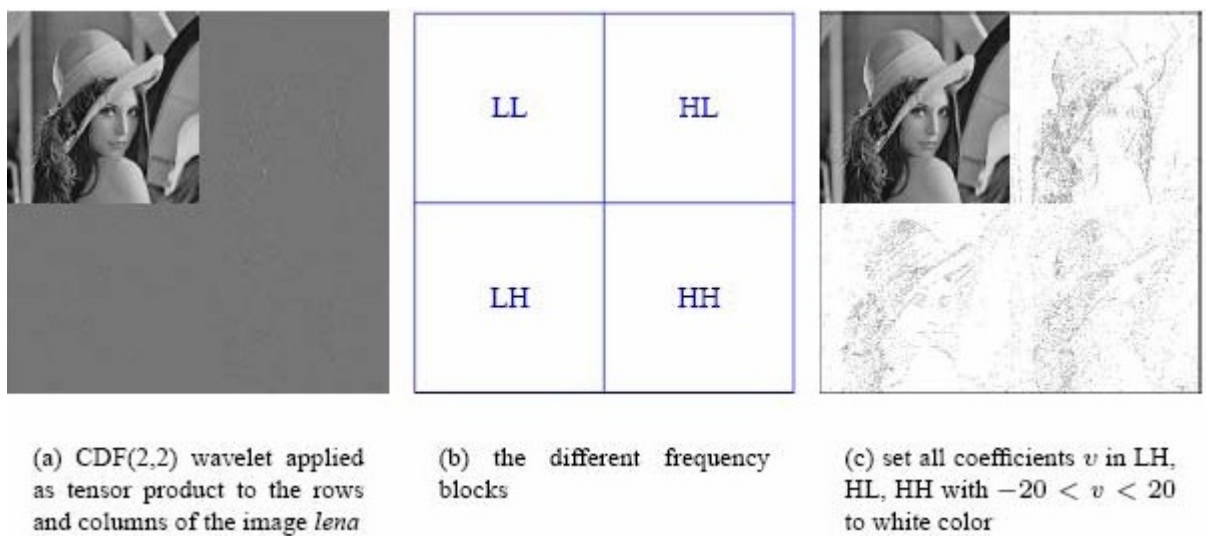 LL
HL
LH
HH
(a) CDF(2,2) wavelet applied
as tensor product to the rows
and columns of the image lena
(b) the different frequency
blocks
(c) set all coefficients v in LH,
HL, HH with −20 < v < 20
to white color